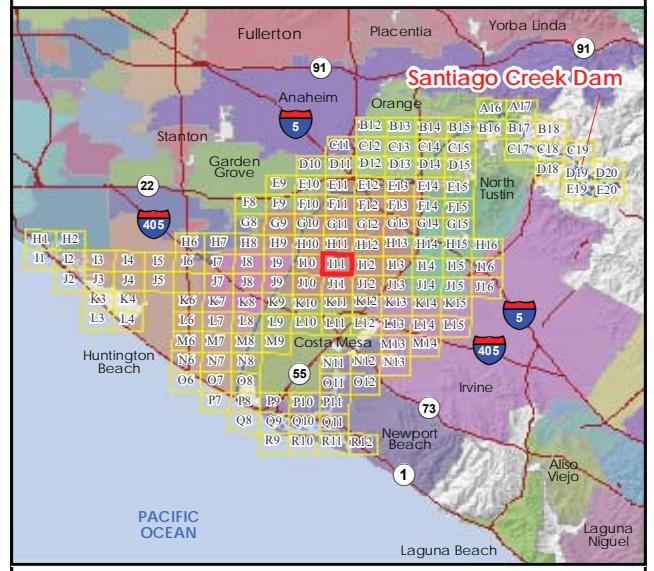 Yorba Linda
Fullerton
Placentia
91
91
Santiago Creek Dam
Anaheim
Orange
A16 A17
5
B12 B13 B14 B15 B16 B17 B18
Stanton
C11 C12 C13 C14 C15 C17 C18 C19
Garden
Grove
D10 D11 D12 D13 D14 D15 D18 D19 D20
22
E9 E10 E11 E12 E13 E14 E15 E19 E20
North
Tustin
F8 F9 F10 F11 F12 F13 F14 F15
405
G8 G9 G10 G11 G12 G13 G14 G15
H1 H2 H6 H7 H8 H9 H10 H11 H12 H13 H14 H15 H16
I1 I2 I3 I4 I5 I6 I7 I8 I9 I10 I11 I12 I13 I14 I15 I16
J2 J3 J4 J5 J6 J7 J8 J9 J10 J11 J12 J13 J14 J15 J16
K3 K4 K6 K7 K8 K9 K10 K11 K12 K13 K14 K15
5
L3 L4 L6 L7 L8 L9 L10 L11 L12 L13 L14 L15
M6 M7 M8 M9 Costa Mesa M13 M14
405
Huntington
Beach
N6 N7 N8 N11 N12 N13
55
O6 O7 O8 O11 O12
Irvine
P7 P8 P9 P10 P11
73
Q8 Q9 Q10 Q11
Newport
Beach
R9 R10 R11 R12
1
Aliso
Viejo
PACIFIC
OCEAN
Laguna
Niguel
Laguna Beach